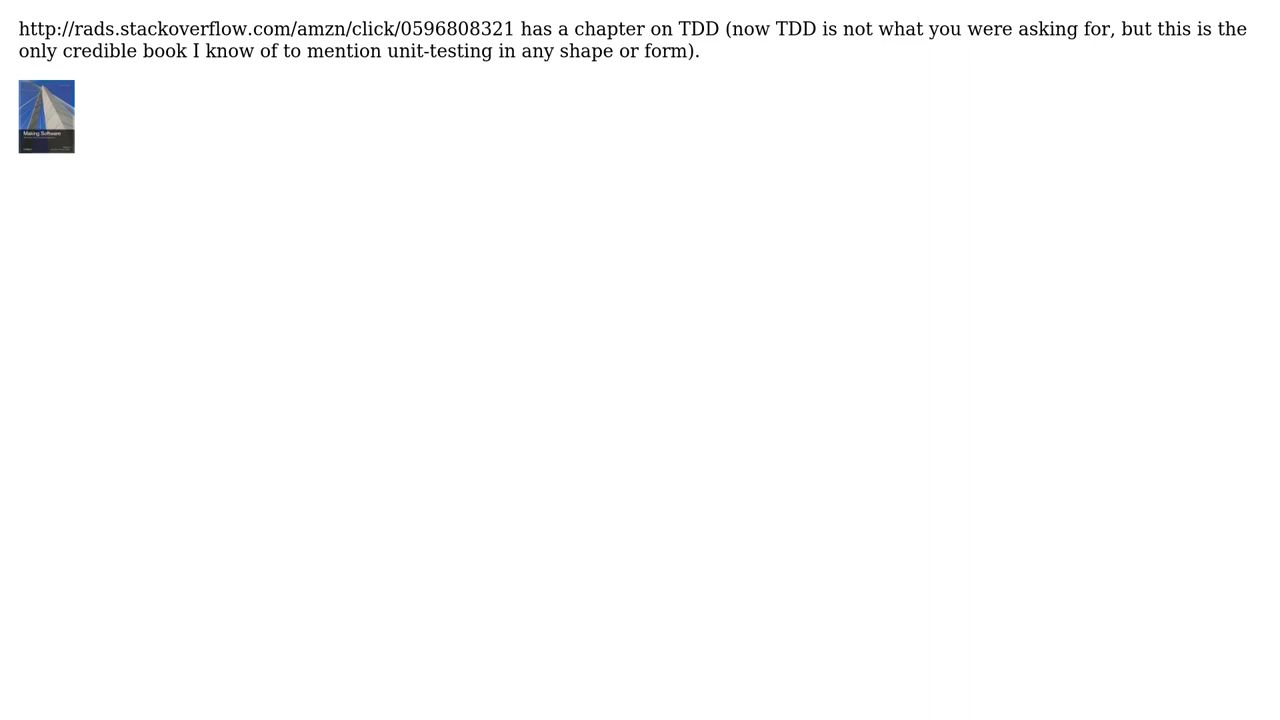 http://rads.stackoverflow.com/amzn/click/0596808321 has a chapter on TDD (now TDD is not what you were asking for, but this is the
only credible book I know of to mention unit-testing in any shape or form).
Making Software